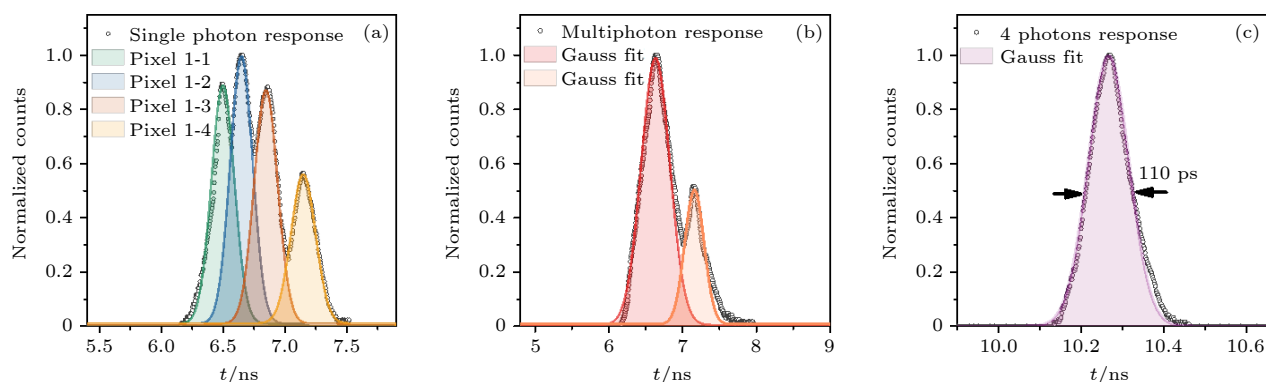 Single photon response (a)
Pixel 1-1
Pixel 1-2
Pixel 1-3
Pixel 1-4
Normalized counts
1.0
0.8
0.6
0.4
0.2
0
5.5 6.0 6.5 7.0 7.5
t/ns
Multiphoton response (b)
Gauss fit
Gauss fit
Normalized counts
1.0
0.8
0.6
0.4
0.2
0
5 6 7 8 9
t/ns
4 photons response (c)
Gauss fit
110 ps
Normalized counts
1.0
0.8
0.6
0.4
0.2
0
10.0 10.2 10.4 10.6
t/ns